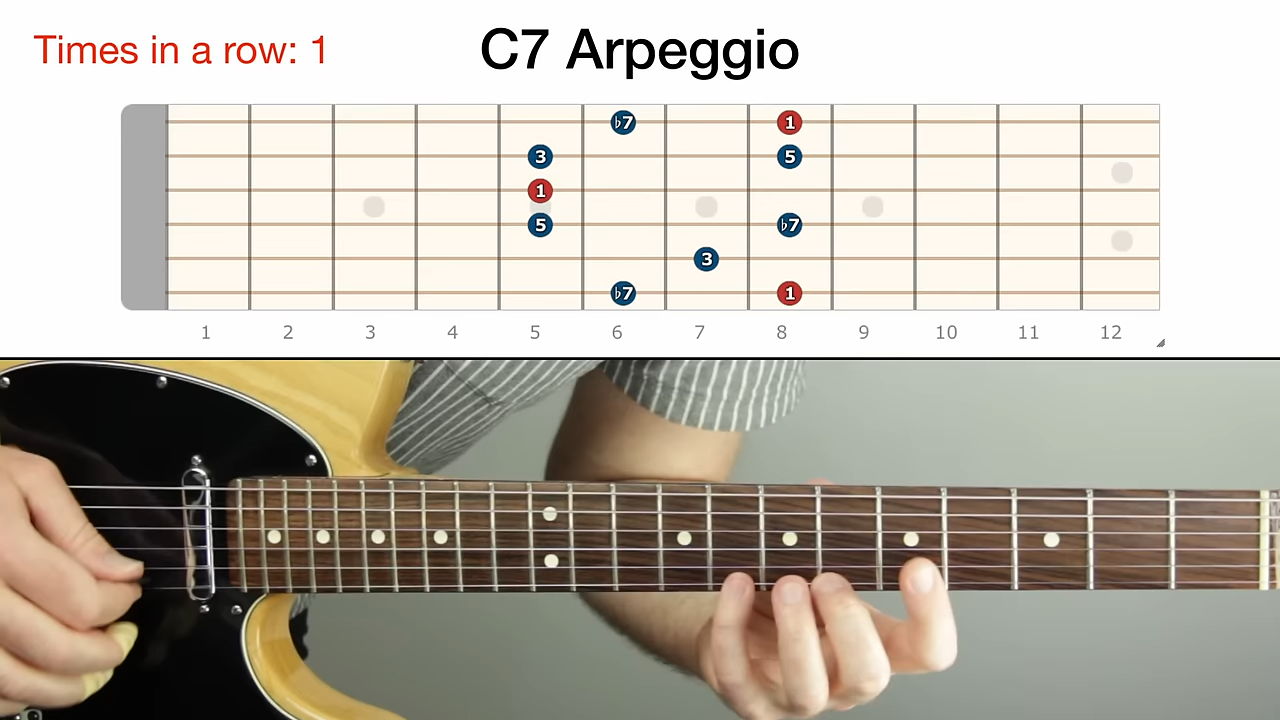 Times in a row: 1
C7 Arpeggio
♭7 1
3 5
1
5 ♭7
3
♭7 1
1 2 3 4 5 6 7 8 9 10 11 12